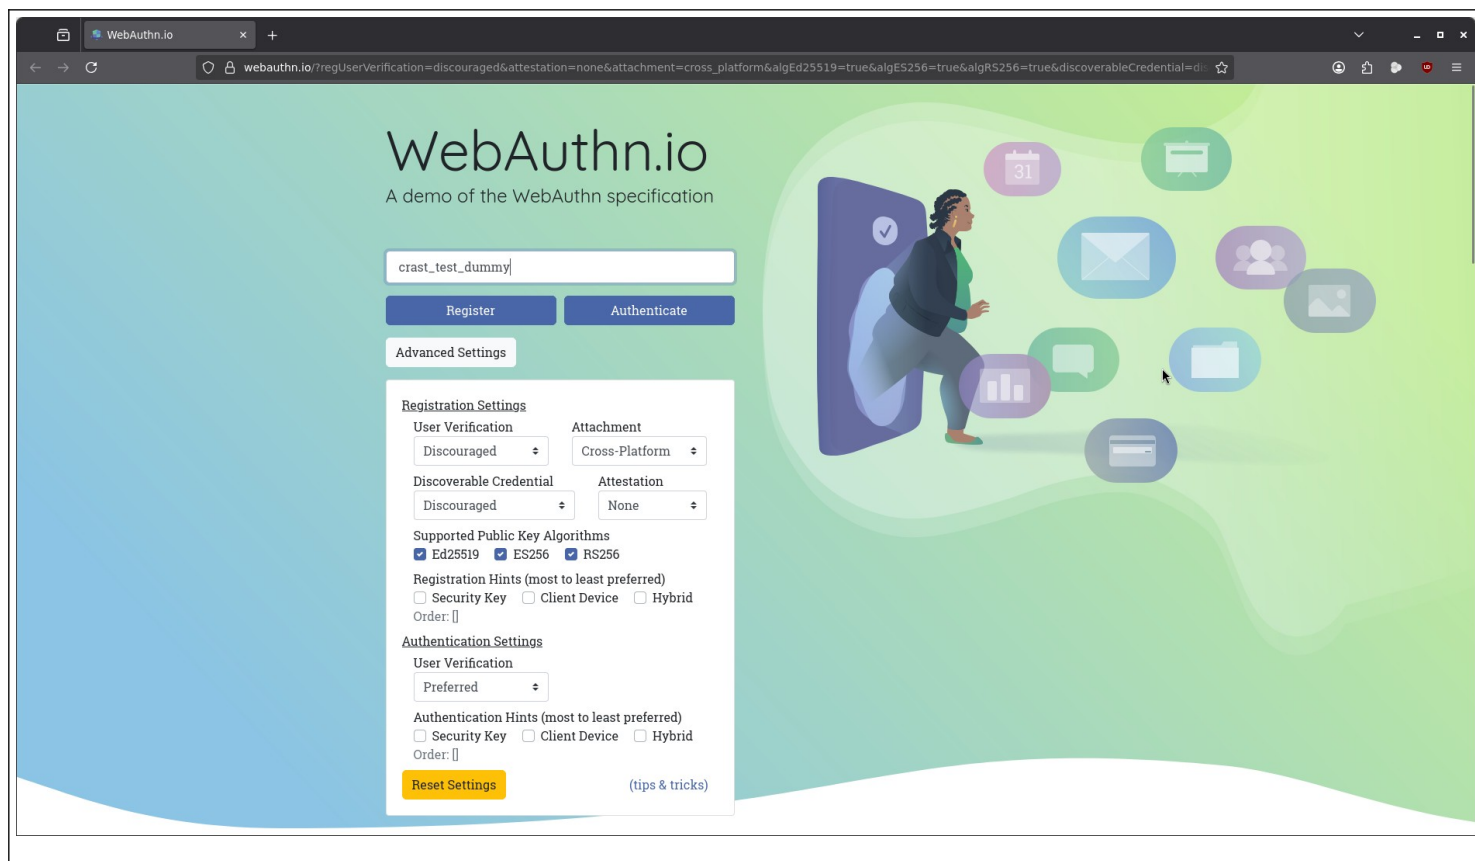 WebAuthn.io
webauthn.io/?regUserVerification=discouraged&attestation=none&attachment=cross_platform&algEd25519=true&algES256=true&algRS256=true&discoverableCredential=dis
WebAuthn.io
A demo of the WebAuthn specification
31
crast_test_dummy
Register Authenticate
Advanced Settings
Registration Settings
User Verification Attachment
Discouraged Cross-Platform
Discoverable Credential Attestation
Discouraged None
Supported Public Key Algorithms
Ed25519 ES256 RS256
Registration Hints (most to least preferred)
Security Key Client Device Hybrid
Order: []
Authentication Settings
User Verification
Preferred
Authentication Hints (most to least preferred)
Security Key Client Device Hybrid
Order: []
Reset Settings (tips & tricks)